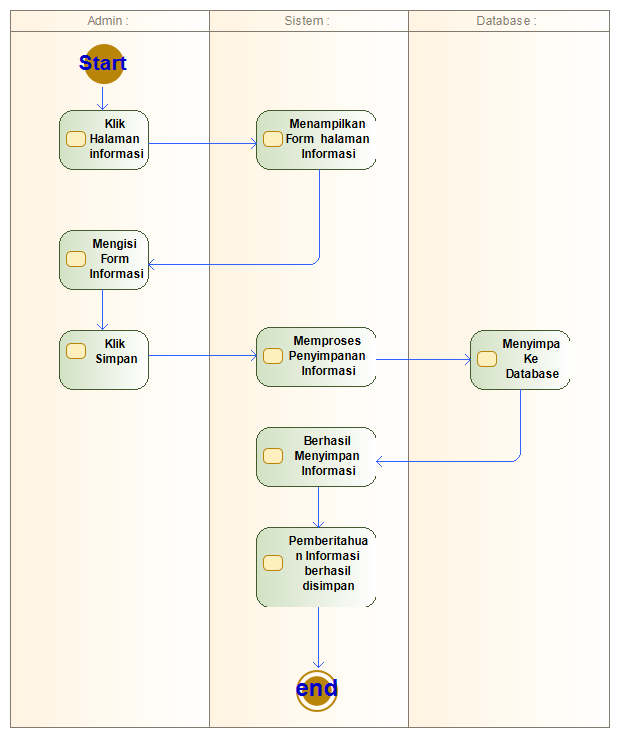 Admin :
Sistem :
Database :
Start
Klik
Halaman
informasi
Menampilkan
Form halaman
Informasi
Mengisi
Form
Informasi
Klik
Simpan
Memproses
Penyimpanan
Informasi
Menyimpa
Ke
Database
Berhasil
Menyimpan
Informasi
Pemberitahua
n Informasi
berhasil
disimpan
end